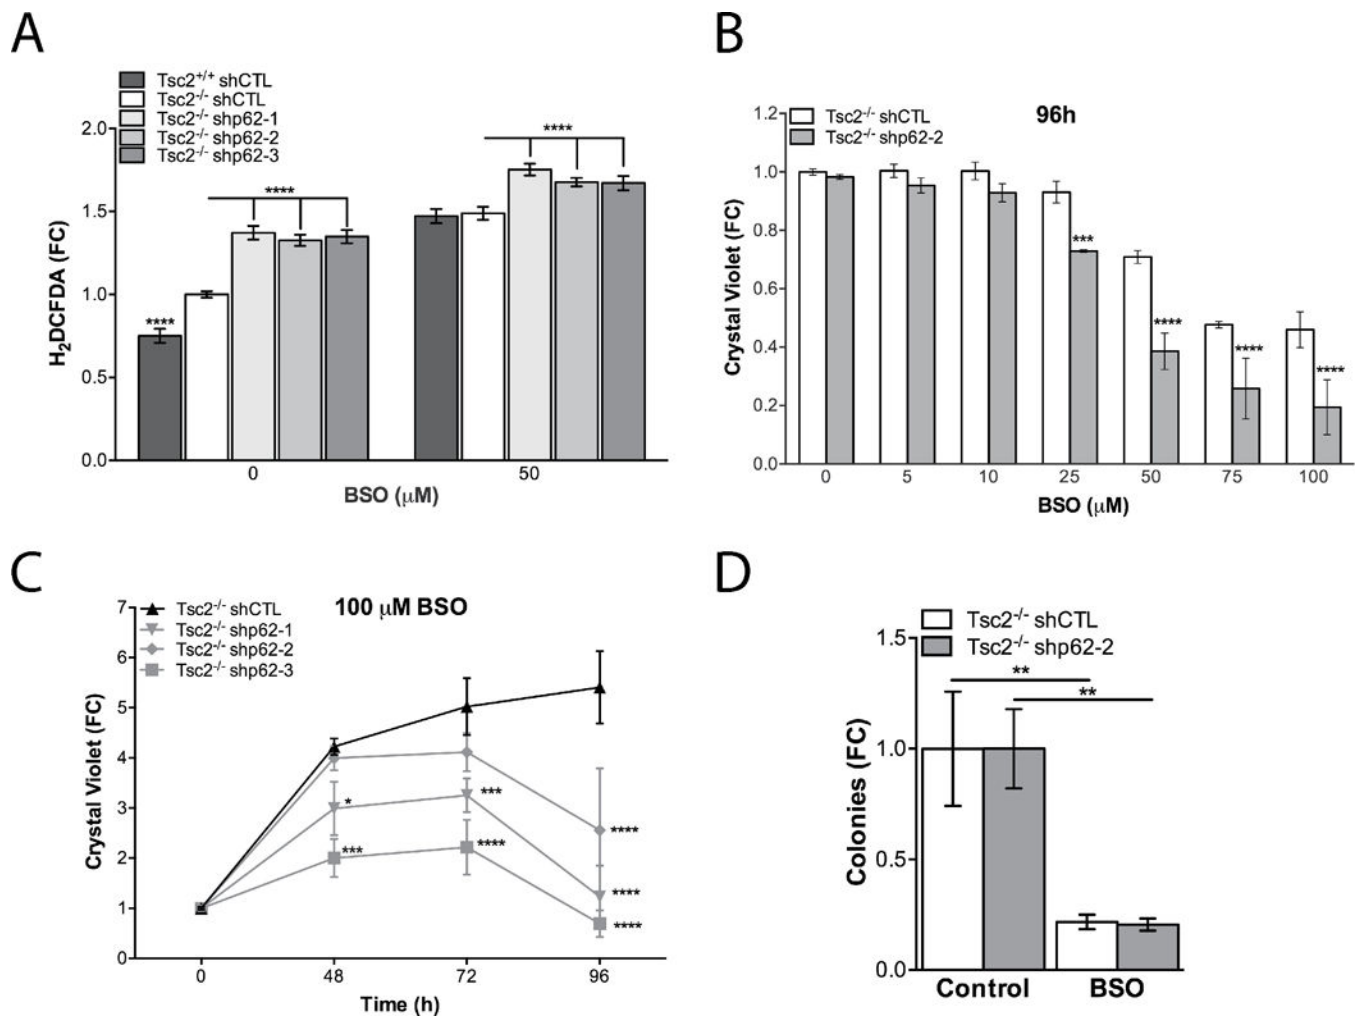 A
Tsc2+/+ shCTL
Tsc2-/- shCTL
Tsc2-/- shp62-1
Tsc2-/- shp62-2
Tsc2-/- shp62-3
2.0
1.5
1.0
0.5
0.0
H2DCFDA (FC)
****
****
****
0 50
BSO (μM)
B
96h
Tsc2-/- shCTL
Tsc2-/- shp62-2
1.2
1.0
0.8
0.6
0.4
0.2
0.0
Crystal Violet (FC)
***
****
****
****
0 5 10 25 50 75 100
BSO (μM)
C
100 μM BSO
Tsc2-/- shCTL
Tsc2-/- shp62-1
Tsc2-/- shp62-2
Tsc2-/- shp62-3
7
6
5
4
3
2
1
0
Crystal Violet (FC)
*
***
***
****
****
****
****
0 48 72 96
Time (h)
D
Tsc2-/- shCTL
Tsc2-/- shp62-2
1.5
1.0
0.5
0.0
Colonies (FC)
**
**
Control BSO